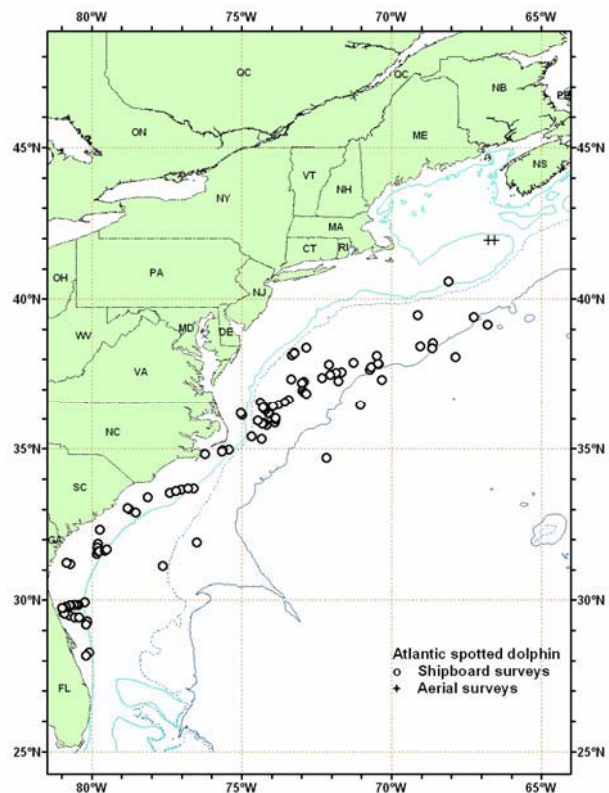 80°W 75°W 70°W 65°W
QC
QC
NB
PE
ON
ME
45°N
45°N
NS
VT
NH
NY
MA
CT
RI
PA
OH
NJ
40°N
40°N
MD
DE
WV
VA
NC
35°N
35°N
SC
GA
30°N
30°N
Atlantic spotted dolphin
Shipboard surveys
Aerial surveys
FL
25°N
25°N
80°W 75°W 70°W 65°W